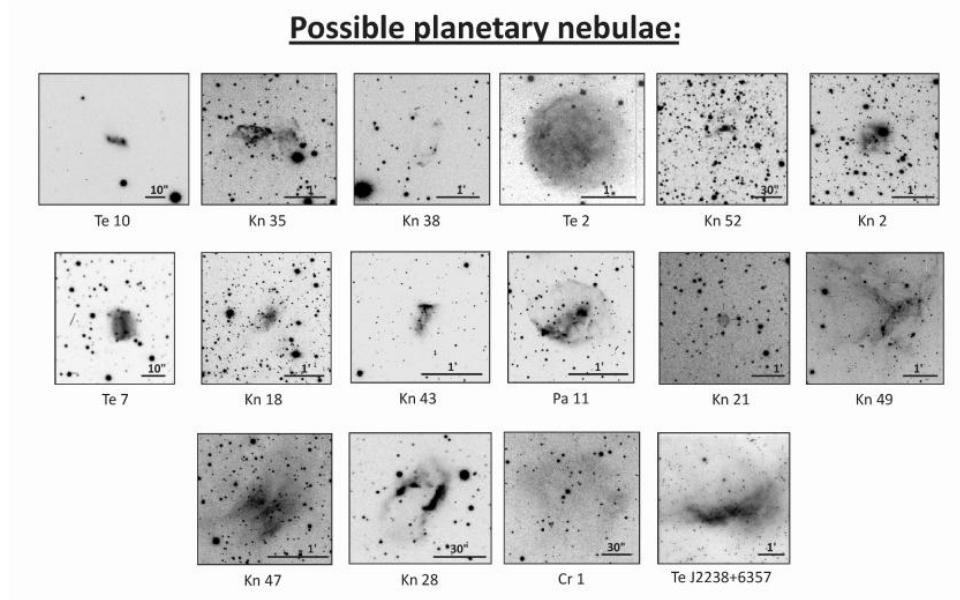 Possible planetary nebulae:
10" 1' 1' 1' 30" 1'
Te 10 Kn 35 Kn 38 Te 2 Kn 52 Kn 2
10" 1' 1' 1' 1' 1'
Te 7 Kn 18 Kn 43 Pa 11 Kn 21 Kn 49
1' 30" 30" 1'
Kn 47 Kn 28 Cr 1 Te J2238+6357